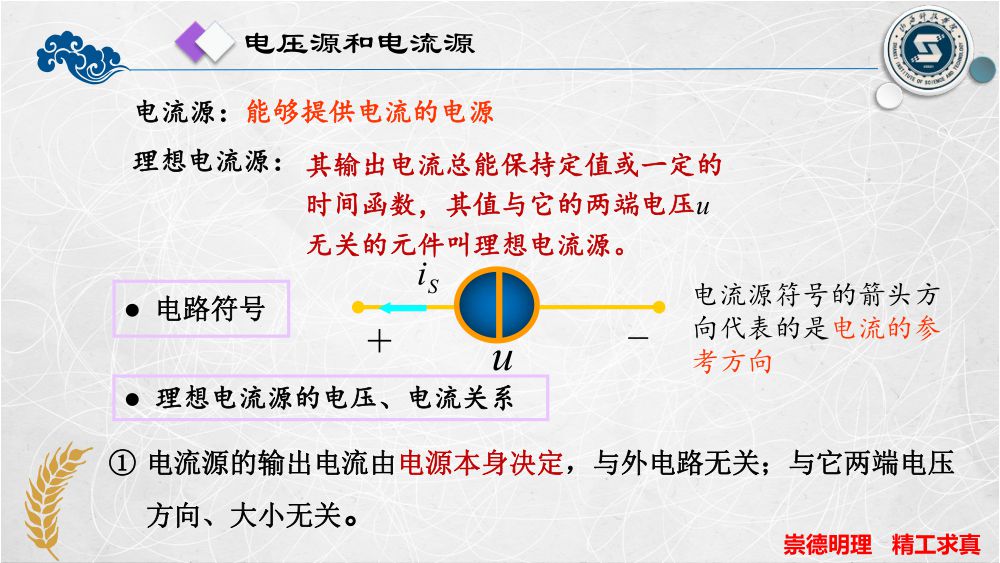 电压源和电流源
电流源：能够提供电流的电源
理想电流源：其输出电流总能保持定值或一定的
时间函数，其值与它的两端电压u
无关的元件叫理想电流源。
● 电路符号
iS
+
u
−
电流源符号的箭头方
向代表的是电流的参
考方向
● 理想电流源的电压、电流关系
① 电流源的输出电流由电源本身决定，与外电路无关；与它两端电压
方向、大小无关。
崇德明理 精工求真